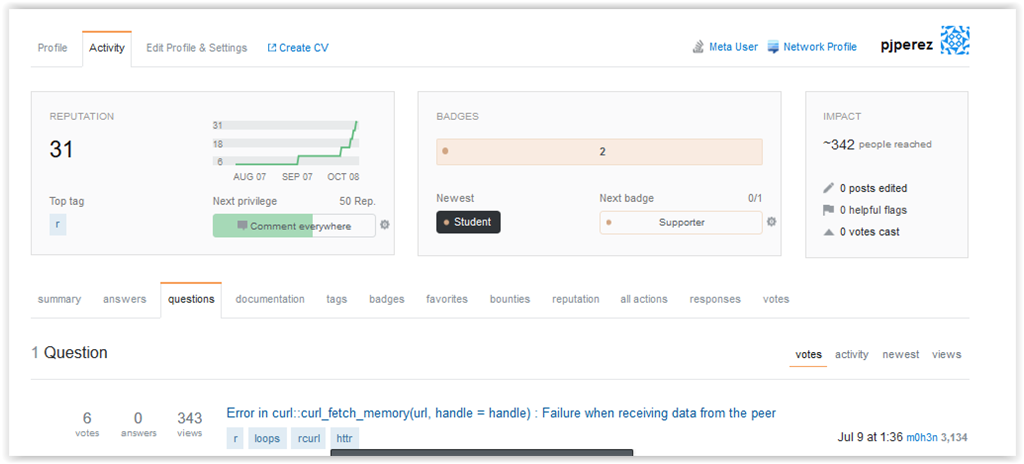 Profile Activity Edit Profile & Settings Create CV Meta User Network Profile pjperez
REPUTATION
31
31
18
6
AUG 07 SEP 07 OCT 08
Top tag
r
Next privilege 50 Rep.
Comment everywhere
BADGES
2
Newest
Student
Next badge 0/1
Supporter
IMPACT
~342 people reached
0 posts edited
0 helpful flags
0 votes cast
summary answers questions documentation tags badges favorites bounties reputation all actions responses votes
1 Question
votes activity newest views
6 votes
0 answers
343 views
Error in curl::curl_fetch_memory(url, handle = handle) : Failure when receiving data from the peer
r loops rcurl httr
Jul 9 at 1:36 m0h3n 3,134